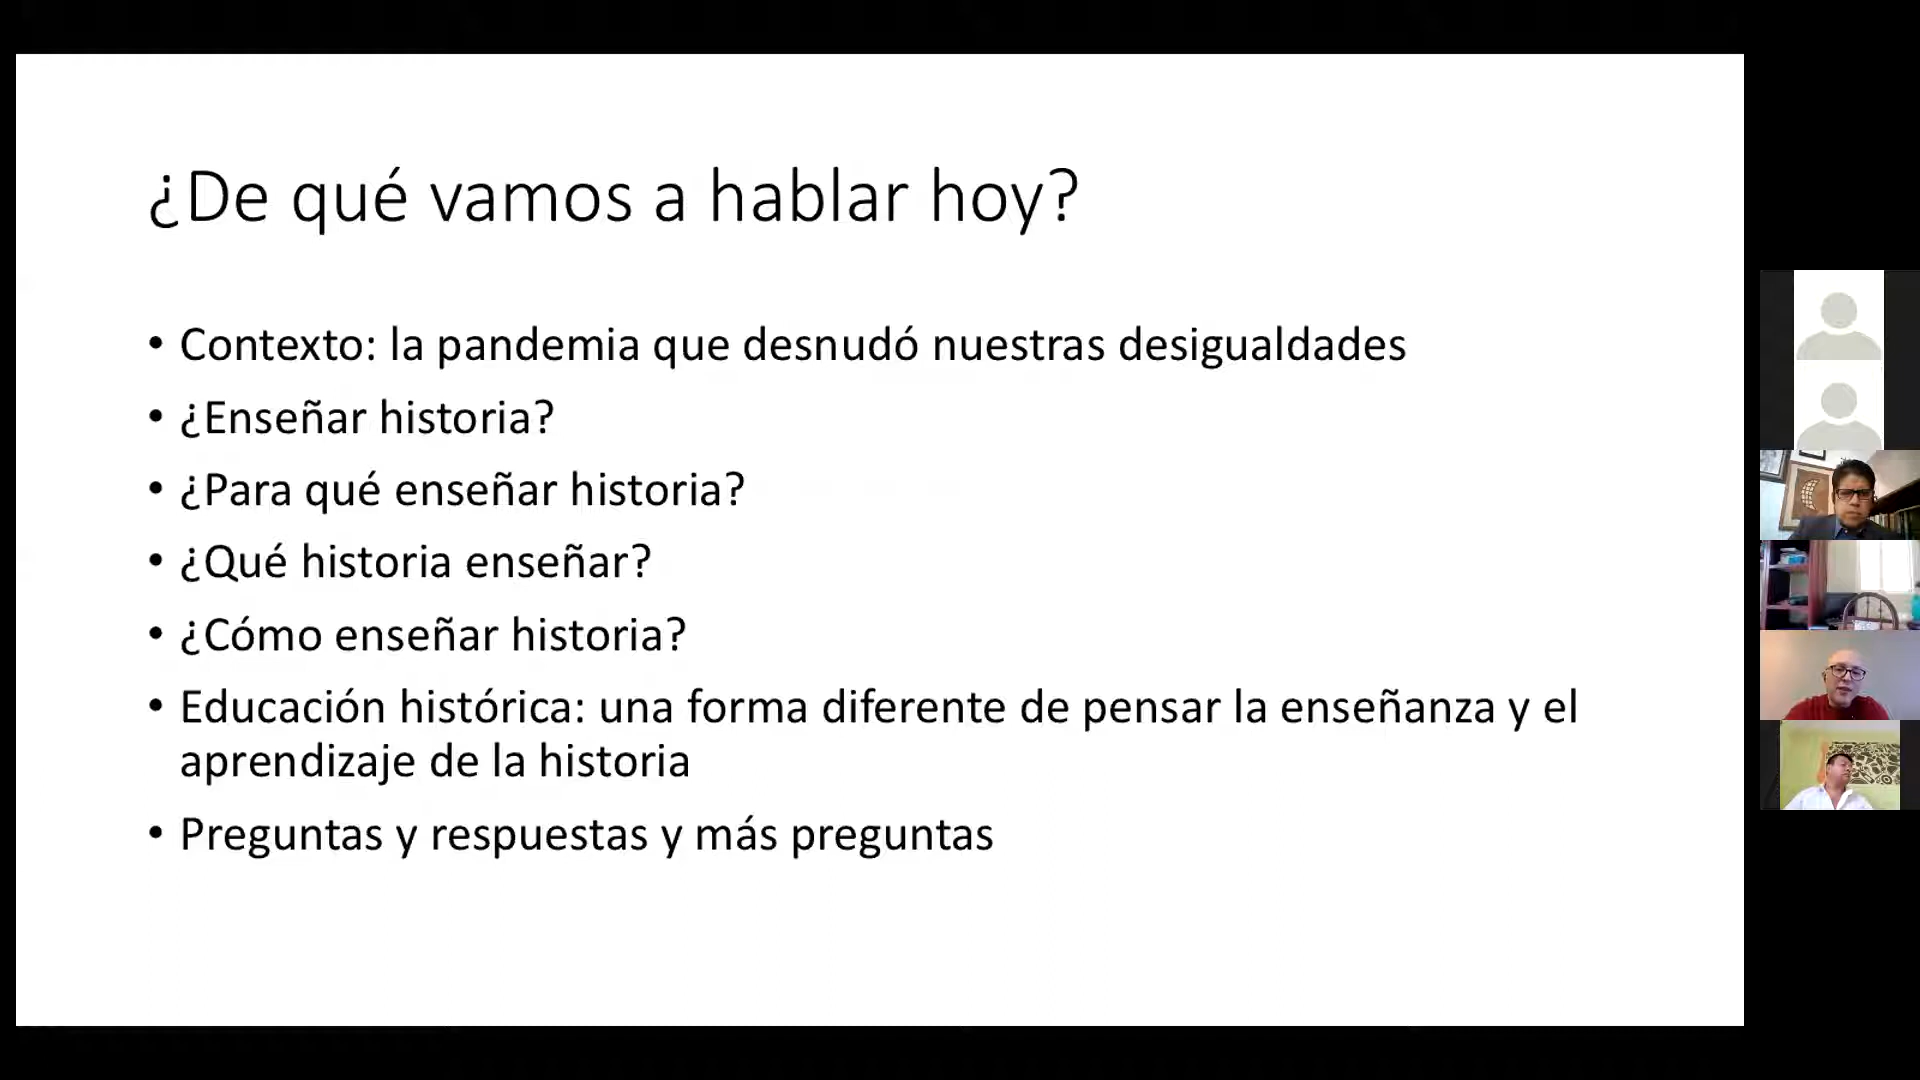 ¿De qué vamos a hablar hoy?
• Contexto: la pandemia que desnudó nuestras desigualdades
• ¿Enseñar historia?
• ¿Para qué enseñar historia?
• ¿Qué historia enseñar?
• ¿Cómo enseñar historia?
• Educación histórica: una forma diferente de pensar la enseñanza y el
aprendizaje de la historia
• Preguntas y respuestas y más preguntas